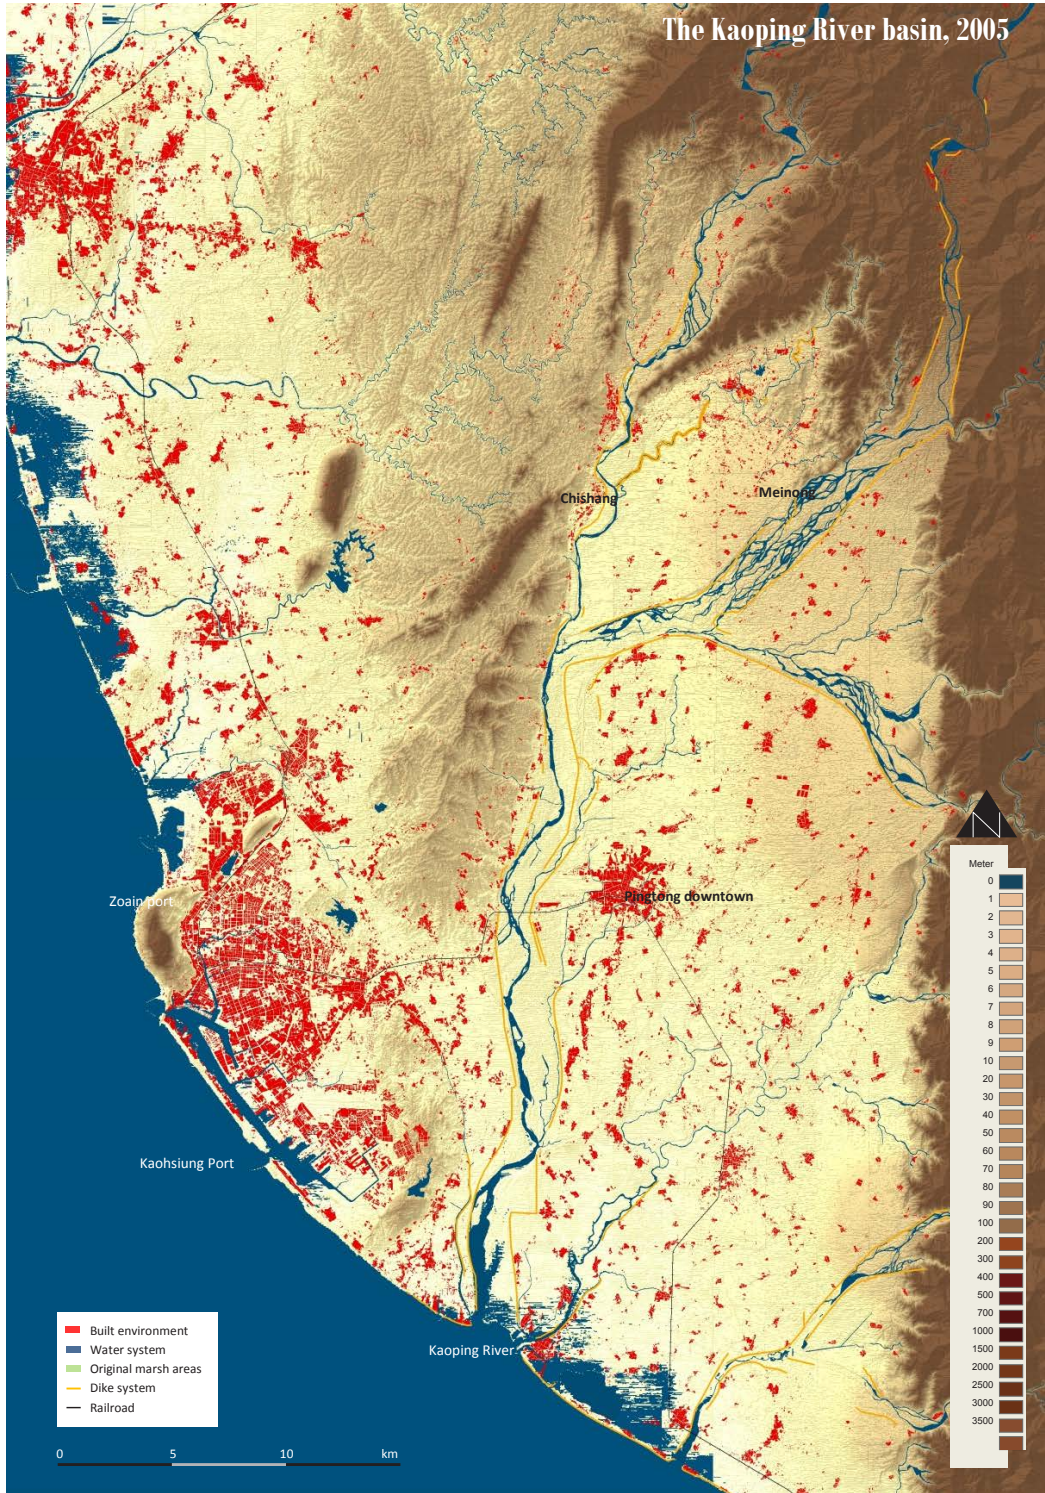 The Kaoping River basin, 2005
Chishang
Meinong
Zoain port
Pingtong downtown
Kaohsiung Port
Kaoping River
N
Meter
0
1
2
3
4
5
6
7
8
9
10
20
30
40
50
60
70
80
90
100
200
300
400
500
700
1000
1500
2000
2500
3000
3500
Built environment
Water system
Original marsh areas
Dike system
Railroad
0 5 10 km